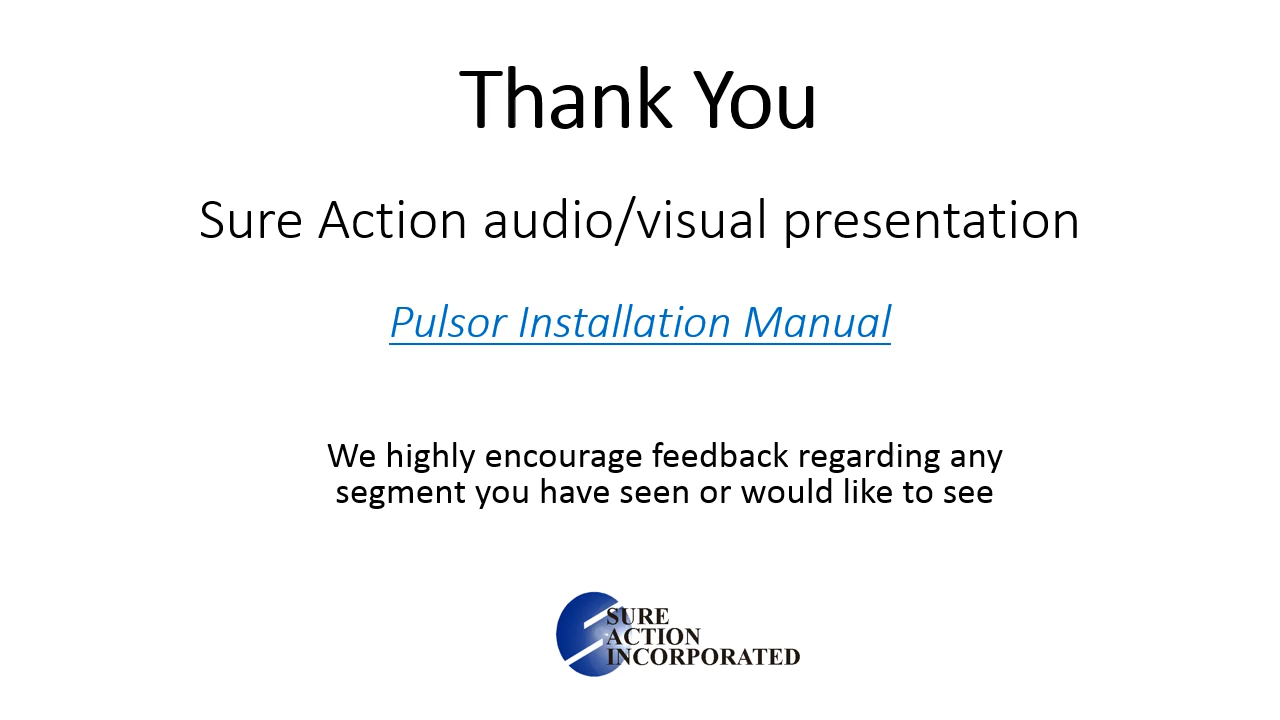 Thank You
Sure Action audio/visual presentation
Pulsor Installation Manual
We highly encourage feedback regarding any
segment you have seen or would like to see
SURE
ACTION
INCORPORATED